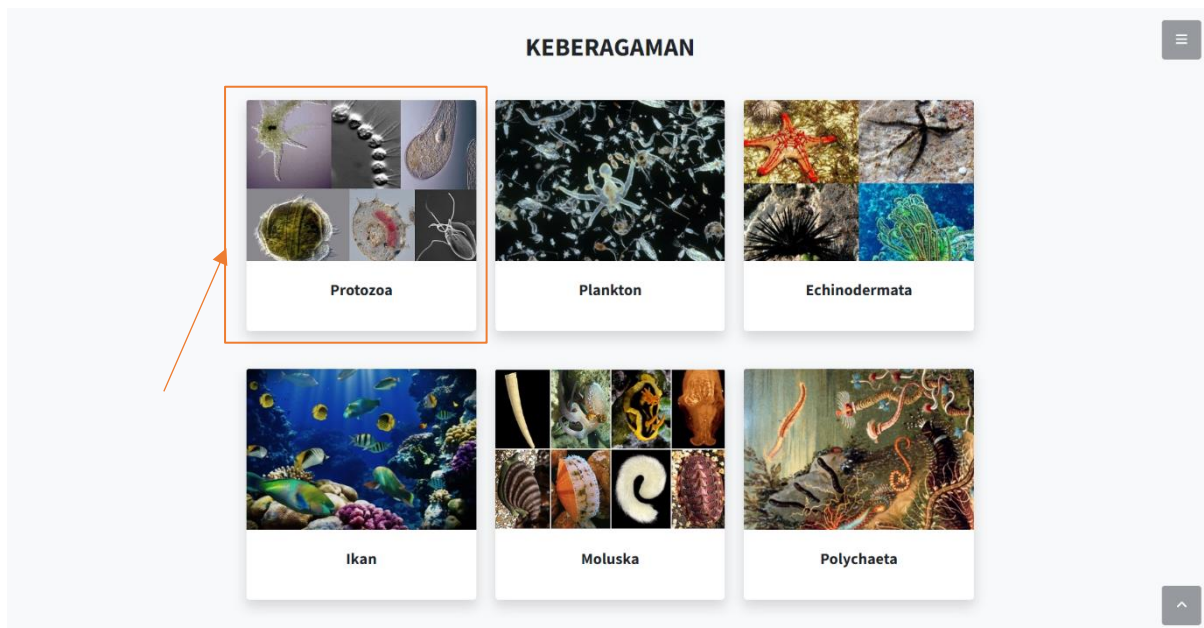 KEBERAGAMAN
Protozoa
Plankton
Echinodermata
Ikan
Moluska
Polychaeta